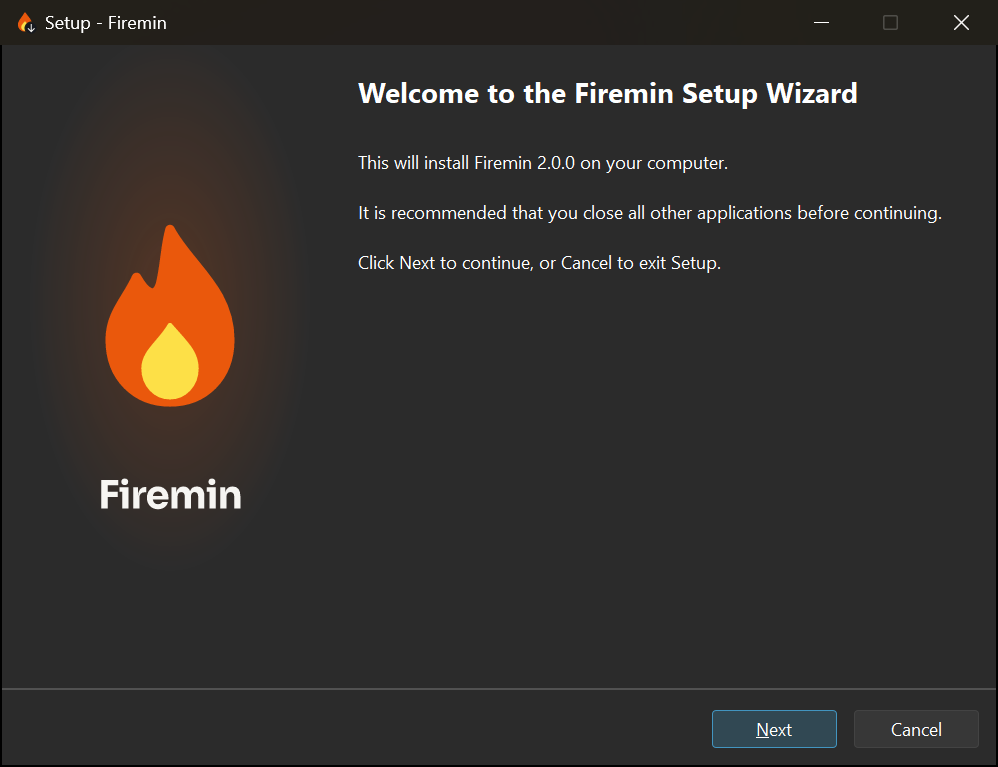 Setup - Firemin
Welcome to the Firemin Setup Wizard
This will install Firemin 2.0.0 on your computer.
It is recommended that you close all other applications before continuing.
Click Next to continue, or Cancel to exit Setup.
Firemin
Next
Cancel